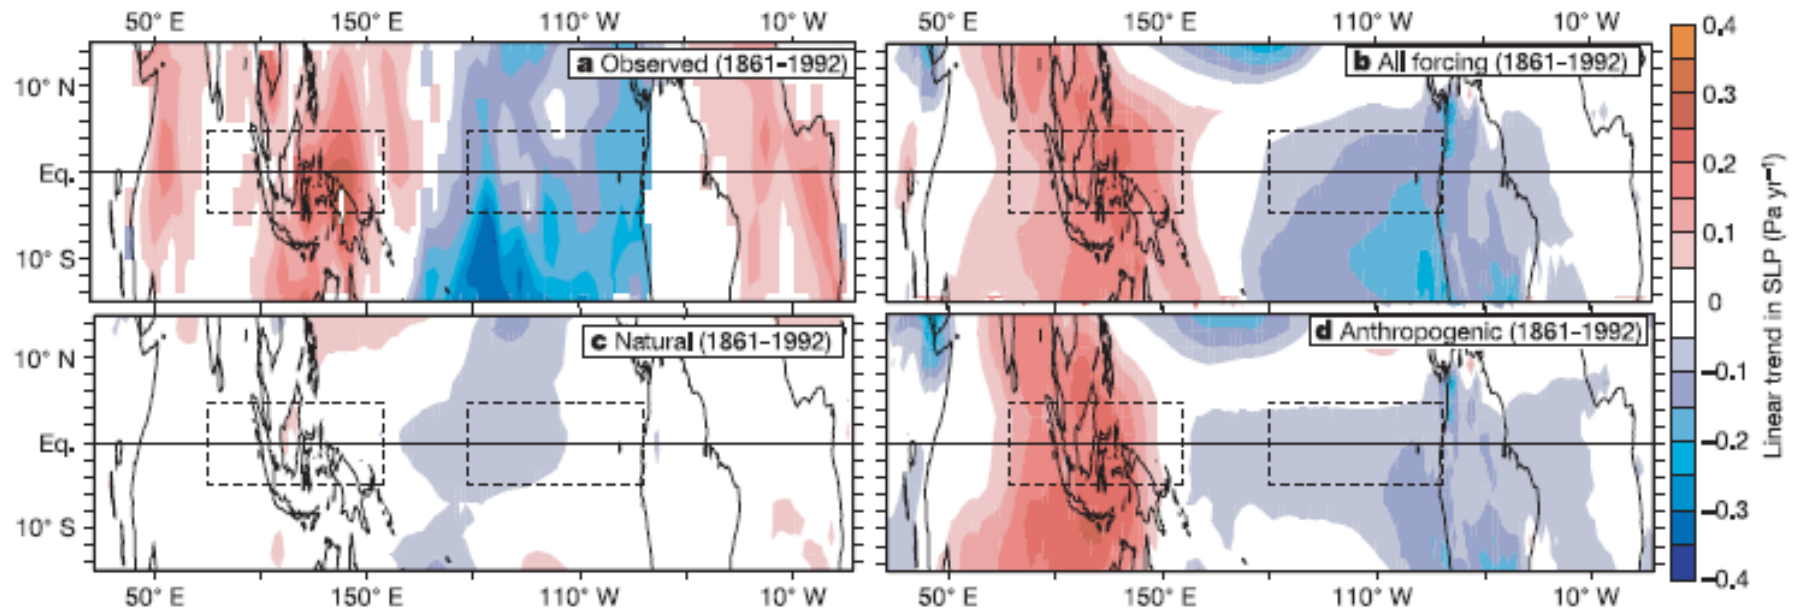 50° E 150° E 110° W 10° W 50° E 150° E 110° W 10° W
a Observed (1861–1992)
b All forcing (1861–1992)
10° N
Eq.
10° S
c Natural (1861–1992)
d Anthropogenic (1861–1992)
10° N
Eq.
10° S
50° E 150° E 110° W 10° W 50° E 150° E 110° W 10° W
0.4
0.3
0.2
0.1
0
–0.1
–0.2
–0.3
–0.4
Linear trend in SLP (Pa yr⁻¹)